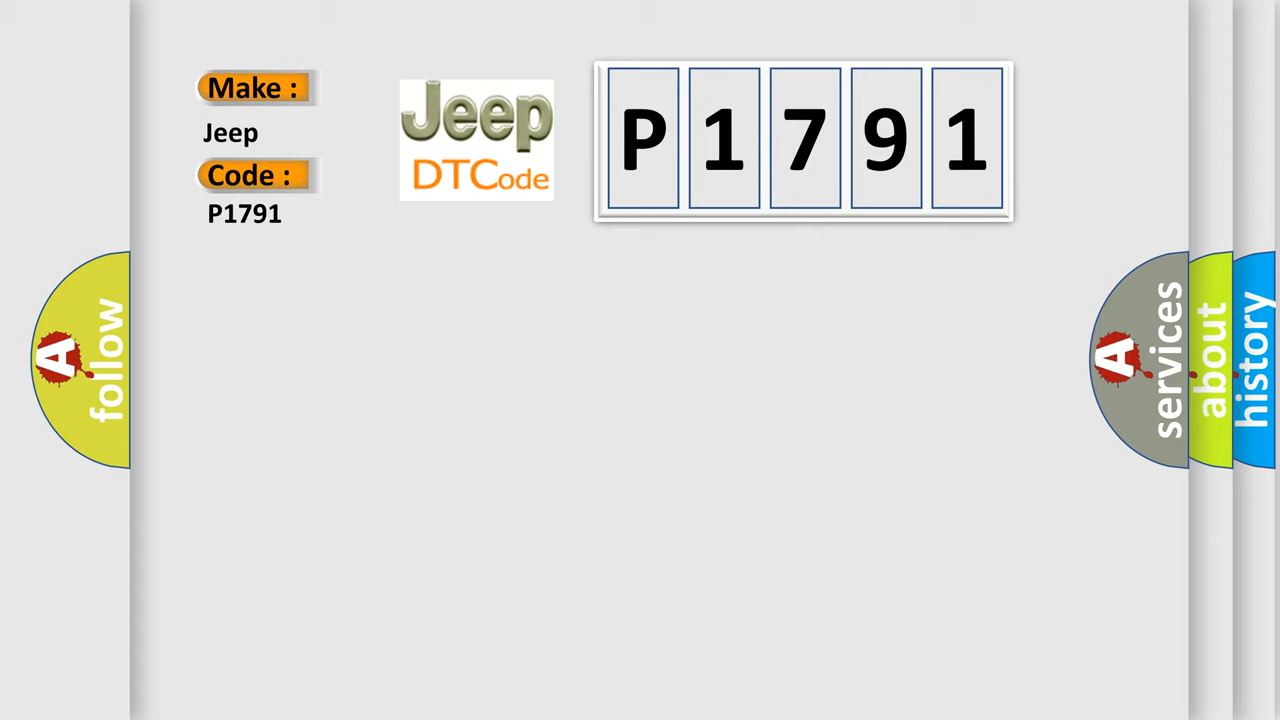 Make :
Jeep
Code :
P1791
Jeep
DTCode
P 1 7 9 1
A follow
A services
about
history